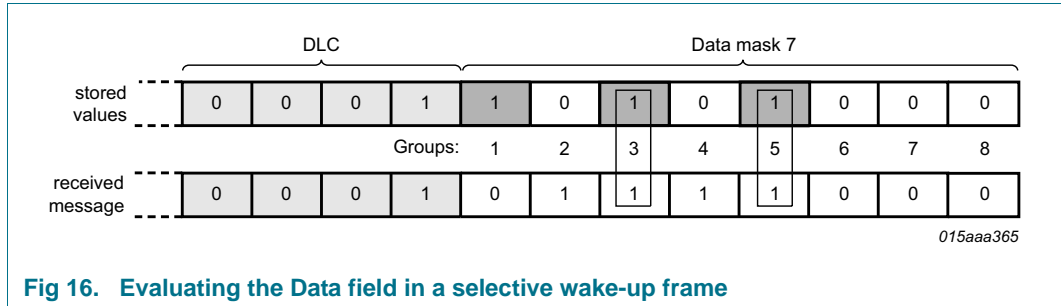 DLC Data mask 7
stored values 0 0 0 1 1 0 1 0 1 0 0 0
Groups: 1 2 3 4 5 6 7 8
received message 0 0 0 1 0 1 1 1 1 0 0 0
015aaa365
Fig 16. Evaluating the Data field in a selective wake-up frame